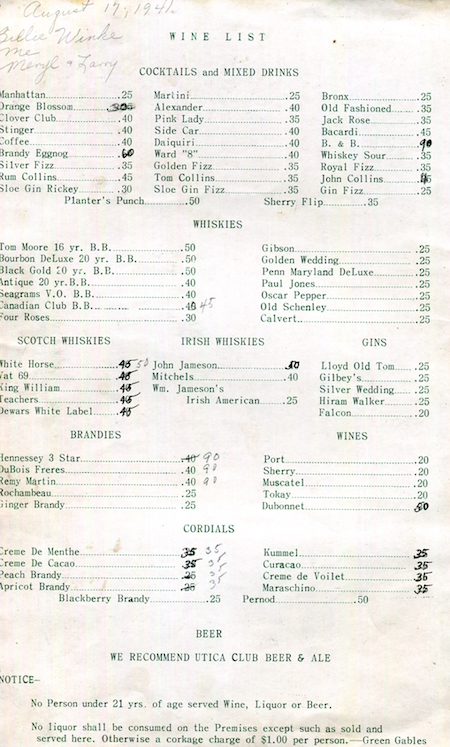 August 17, 1941.
Billie Winke
me
Meryl & Larry
WINE LIST
COCKTAILS and MIXED DRINKS
Manhattan .25 Martini .25 Bronx .25
Orange Blossom Alexander .40 Old Fashioned .35
Clover Club .40 Pink Lady .35 Jack Rose .35
Stinger .40 Side Car .40 Bacardi .45
Coffee .40 Daiquiri .40 B. & B. 90
Brandy Eggnog 60 Ward "8" .40 Whiskey Sour .35
Silver Fizz .35 Golden Fizz .35 Royal Fizz .35
Rum Collins .45 Tom Collins .35 John Collins
Sloe Gin Rickey .30 Sloe Gin Fizz .35 Gin Fizz .25
Planter's Punch .50 Sherry Flip .35
WHISKIES
Tom Moore 16 yr. B.B. .50 Gibson .25
Bourbon DeLuxe 20 yr. B.B. .50 Golden Wedding .25
Black Gold 20 yr. B.B. .50 Penn Maryland DeLuxe .25
Antique 20 yr. B.B. .40 Paul Jones .25
Seagrams V.O. B.B. .40 Oscar Pepper .25
Canadian Club B.B. 45 Old Schenley .25
Four Roses .30 Calvert .25
SCOTCH WHISKIES IRISH WHISKIES GINS
White Horse .45 50 John Jameson .50 Lloyd Old Tom .25
Vat 69 .45 Mitchels .40 Gilbey's .25
King William .45 Wm. Jameson's Silver Wedding .25
Teachers .45 Irish American .25 Hiram Walker .25
Dewars White Label .45 Falcon .20
BRANDIES WINES
Hennessey 3 Star .40 90 Port .20
DuBois Freres .40 90 Sherry .20
Remy Martin .40 90 Muscatel .20
Rochambeau .25 Tokay .20
Ginger Brandy .25 Dubonnet
CORDIALS
Creme De Menthe 35 35 Kummel 35
Creme De Cacao 35 35 Curacao 35
Peach Brandy .25 35 Creme de Voilet 35
Apricot Brandy .25 35 Maraschino 35
Blackberry Brandy .25 Pernod .50
BEER
WE RECOMMEND UTICA CLUB BEER & ALE
NOTICE—
No Person under 21 yrs. of age served Wine, Liquor or Beer.
No liquor shall be consumed on the Premises except such as sold and
served here. Otherwise a corkage charge of $1.00 per person.—Green Gables